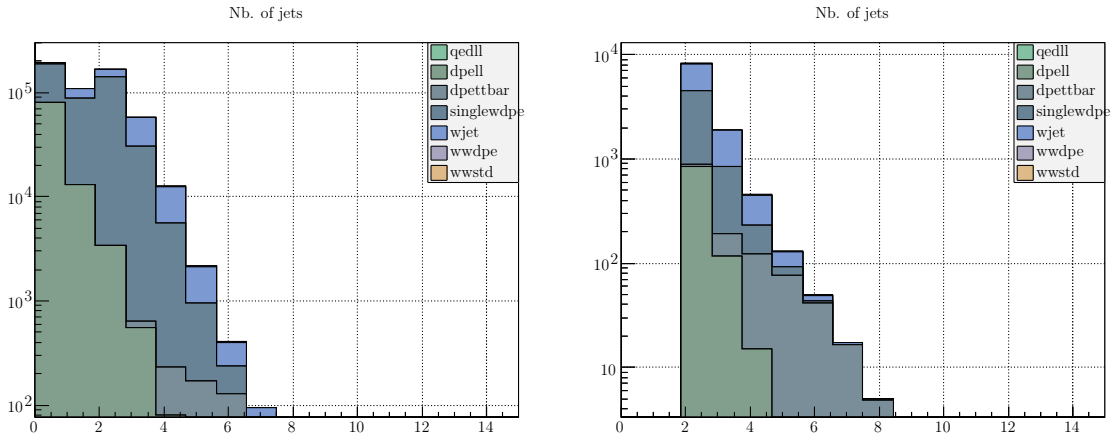 Nb. of jets
qedll
dpell
dpettbar
singlewdpe
wjet
wwdpe
wwstd
10^5
10^4
10^3
10^2
0 2 4 6 8 10 12 14
Nb. of jets
qedll
dpell
dpettbar
singlewdpe
wjet
wwdpe
wwstd
10^4
10^3
10^2
10
0 2 4 6 8 10 12 14